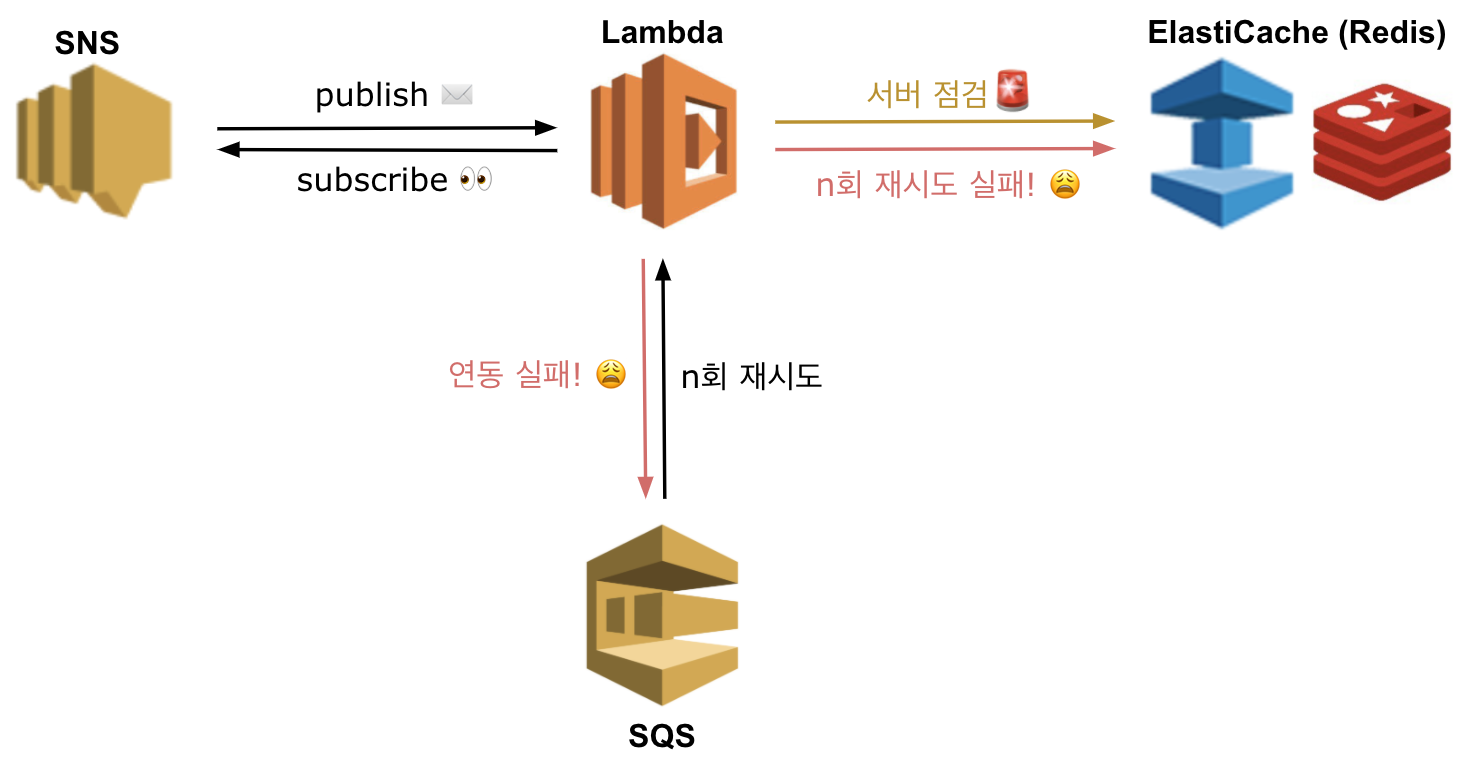 SNS
Lambda
ElastiCache (Redis)
publish ✉️
서버 점검🚨
subscribe 👀
n회 재시도 실패! 😩
연동 실패! 😩
n회 재시도
SQS